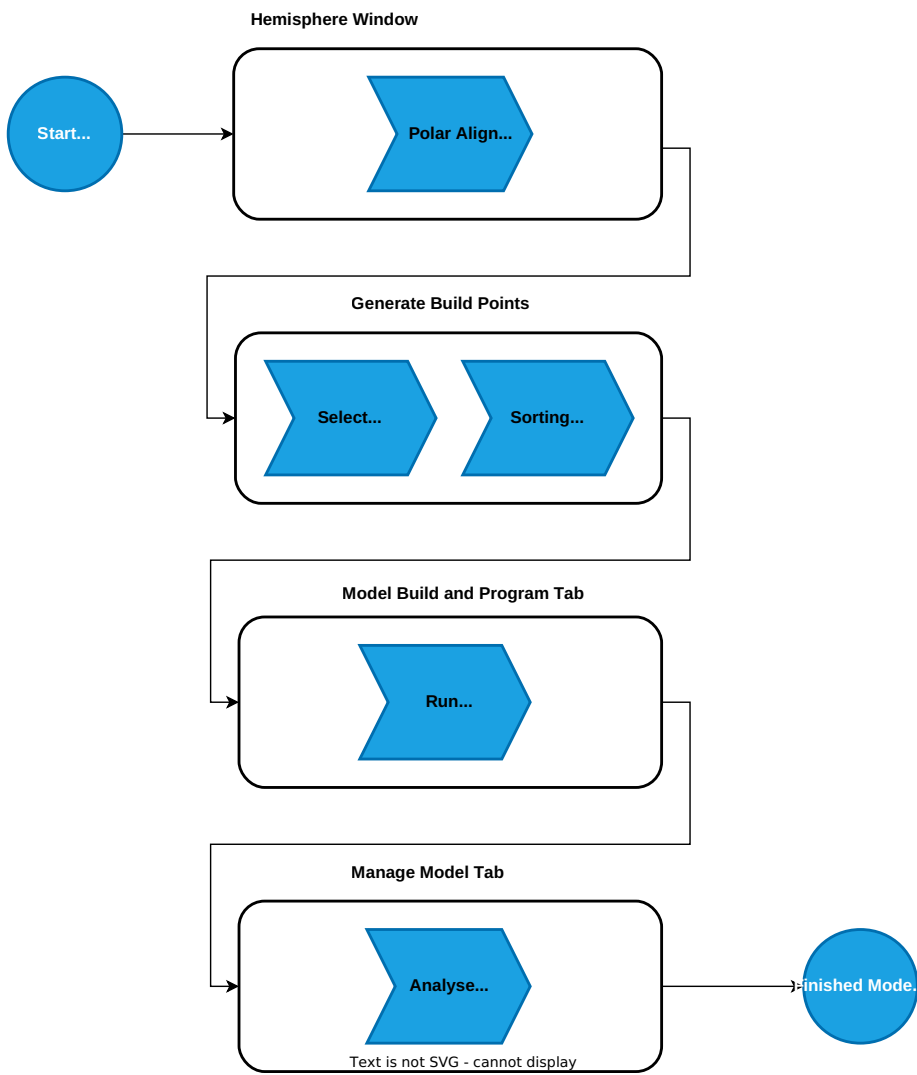 Hemisphere Window
Start...
Polar Align...
Generate Build Points
Select...
Sorting...
Model Build and Program Tab
Run...
Manage Model Tab
Analyse...
Finished Mode...
Text is not SVG - cannot display